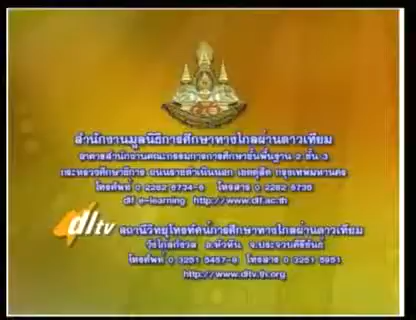 สำนักงานมูลนิธิการศึกษาทางไกลผ่านดาวเทียม
อาคารสำนักงานคณะกรรมการการศึกษาขั้นพื้นฐาน 2 ชั้น 3
กระทรวงศึกษาธิการ ถนนราชดำเนินนอก เขตดุสิต กรุงเทพมหานคร
โทรศัพท์ 0 2282 6734-6 โทรสาร 0 2282 6735
dlf e-learning http://www.dlf.ac.th
dltv สถานีวิทยุโทรทัศน์การศึกษาทางไกลผ่านดาวเทียม
วังไกลกังวล อ.หัวหิน จ.ประจวบคีรีขันธ์
โทรศัพท์ 0 3251 5457-8 โทรสาร 0 3251 5951
http://www.dltv.th.org